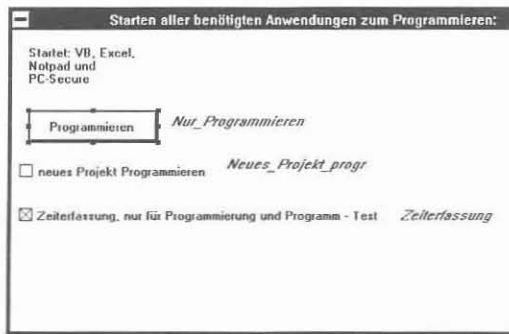 Starten aller benötigten Anwendungen zum Programmieren:
Startet: VB, Excel,
Notpad und
PC-Secure
Programmieren
Nur_Programmieren
neues Projekt Programmieren
Neues_Projekt_progr
Zeiterfassung, nur für Programmierung und Programm - Test
Zeiterfassung